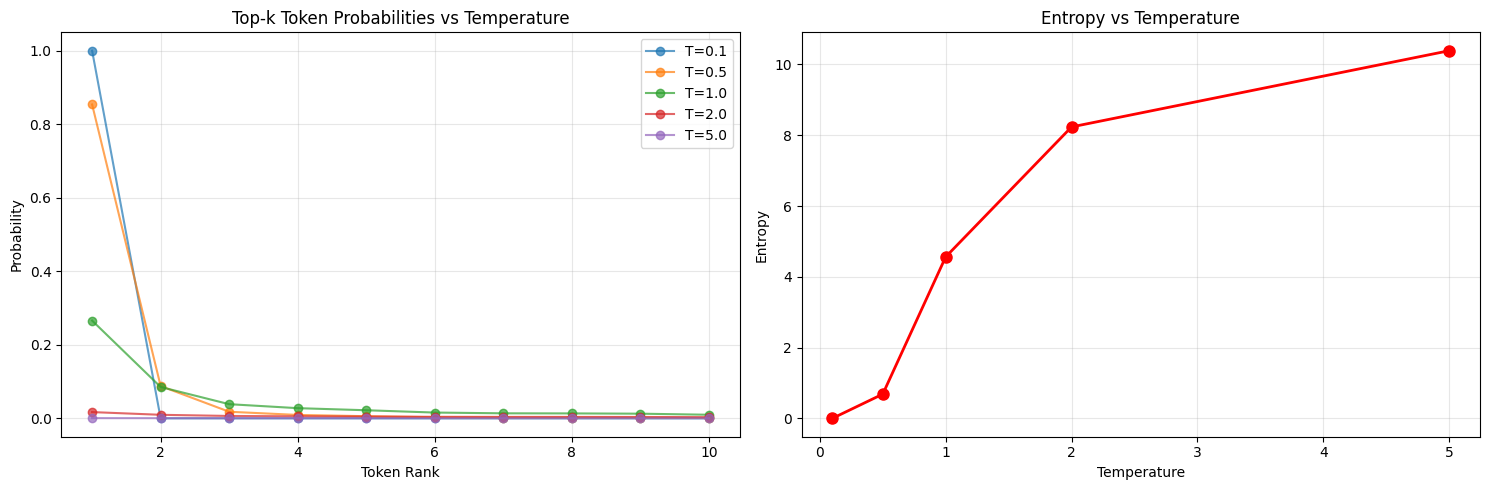 Top-k Token Probabilities vs Temperature
Probability
1.0
0.8
0.6
0.4
0.2
0.0
2
4
6
8
10
Token Rank
T=0.1
T=0.5
T=1.0
T=2.0
T=5.0
Entropy vs Temperature
Entropy
10
8
6
4
2
0
0
1
2
3
4
5
Temperature